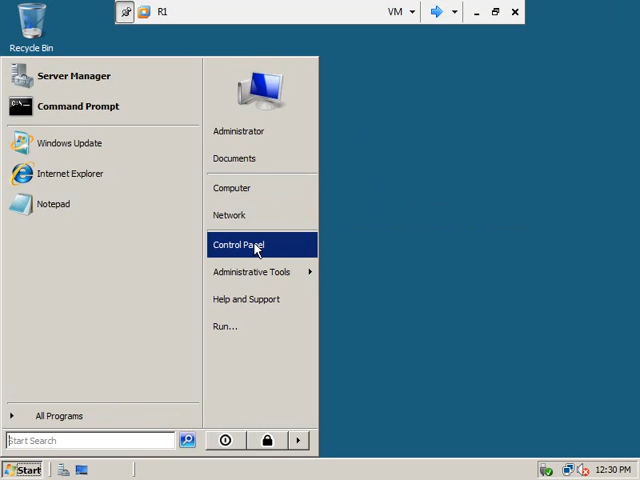 R1
VM
Recycle Bin
Server Manager
Command Prompt
Windows Update
Internet Explorer
Notepad
All Programs
Start Search
Administrator
Documents
Computer
Network
Control Panel
Administrative Tools
Help and Support
Run...
Start
12:30 PM